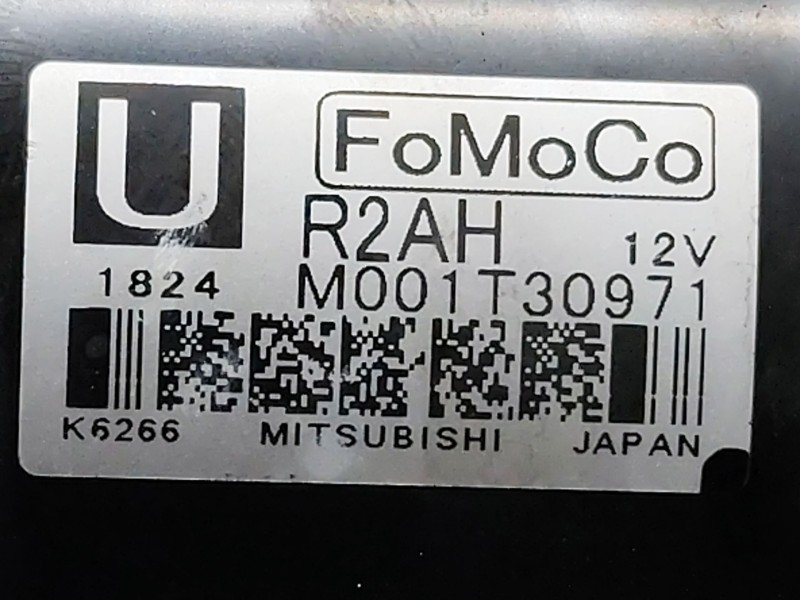 U
FoMoCo
R2AH
12V
1824
M001T30971
K6266
MITSUBISHI
JAPAN